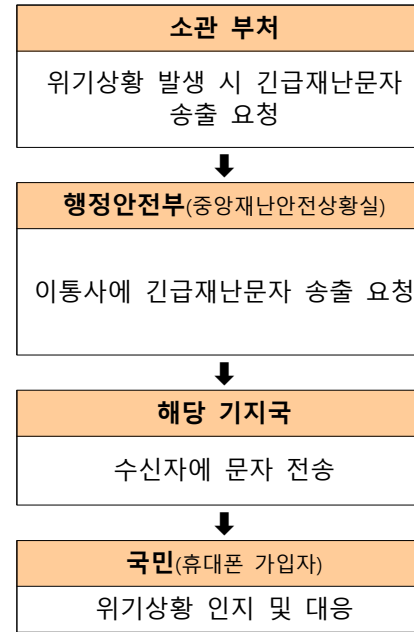 소관 부처
위기상황 발생 시 긴급재난문자
송출 요청
행정안전부(중앙재난안전상황실)
이통사에 긴급재난문자 송출 요청
해당 기지국
수신자에 문자 전송
국민(휴대폰 가입자)
위기상황 인지 및 대응